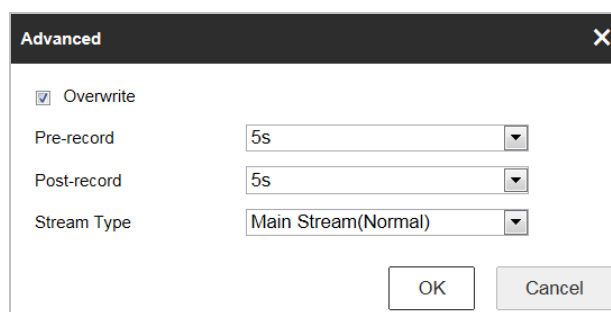 Advanced
Overwrite
Pre-record 5s
Post-record 5s
Stream Type Main Stream(Normal)
OK Cancel